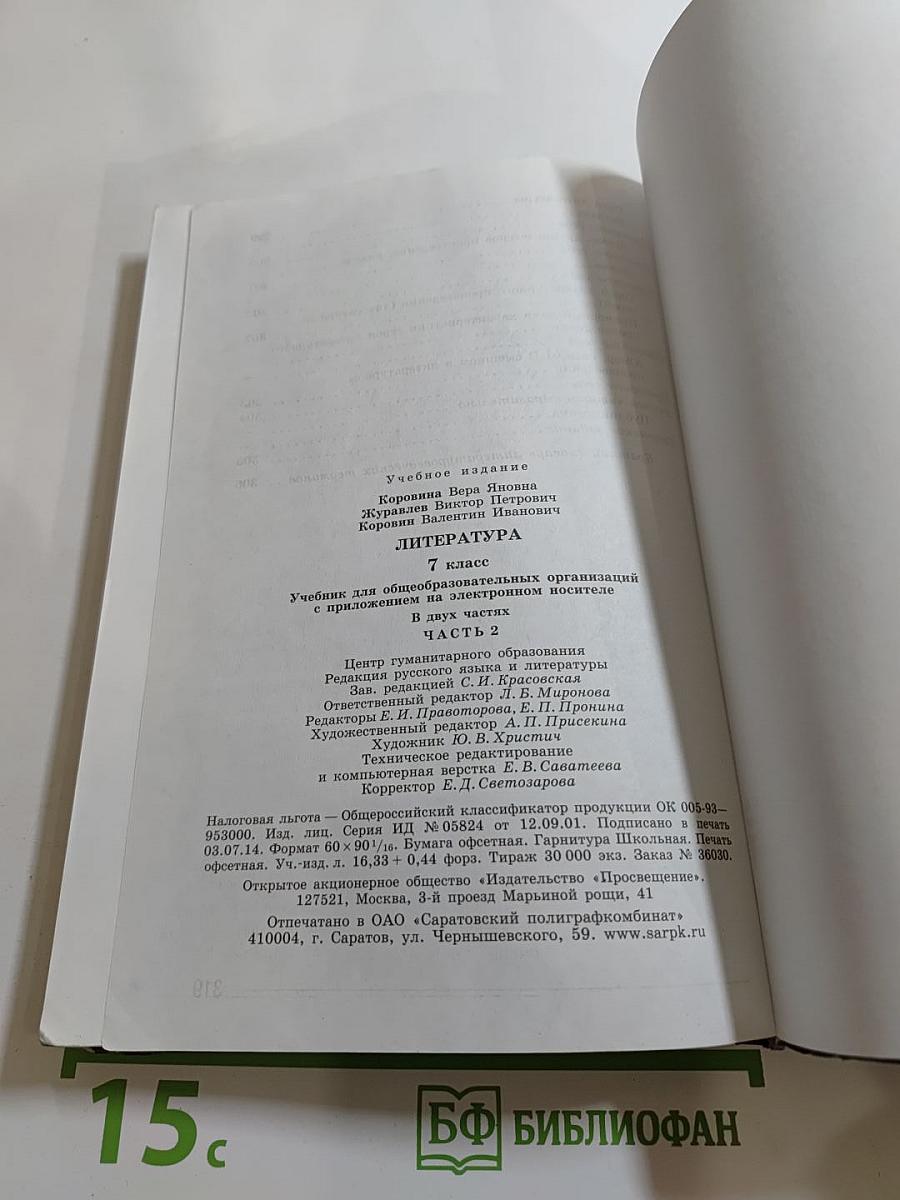 Учебное издание
Коровина Вера Яновна
Журавлев Виктор Петрович
Коровин Валентин Иванович
ЛИТЕРАТУРА
7 класс
Учебник для общеобразовательных организаций
с приложением на электронном носителе
В двух частях
ЧАСТЬ 2
Центр гуманитарного образования
Редакция русского языка и литературы
Зав. редакцией С. И. Красовская
Ответственный редактор Л. Б. Миронова
Редакторы Е. И. Правоторова, Е. П. Пронина
Художественный редактор А. П. Присекина
Художник Ю. В. Христич
Техническое редактирование
и компьютерная верстка Е. В. Саватеева
Корректор Е. Д. Светозарова
Налоговая льгота — Общероссийский классификатор продукции ОК 005-93—
953000. Изд. лиц. Серия ИД № 05824 от 12.09.01. Подписано в печать
03.07.14. Формат 60 × 90 1/16. Бумага офсетная. Гарнитура Школьная. Печать
офсетная. Уч.-изд. л. 16,33 + 0,44 форз. Тираж 30 000 экз. Заказ № 36030.
Открытое акционерное общество «Издательство «Просвещение».
127521, Москва, 3-й проезд Марьиной рощи, 41
Отпечатано в ОАО «Саратовский полиграфкомбинат»
410004, г. Саратов, ул. Чернышевского, 59. www.sarpk.ru
319
15 с
БФ БИБЛИОФАН